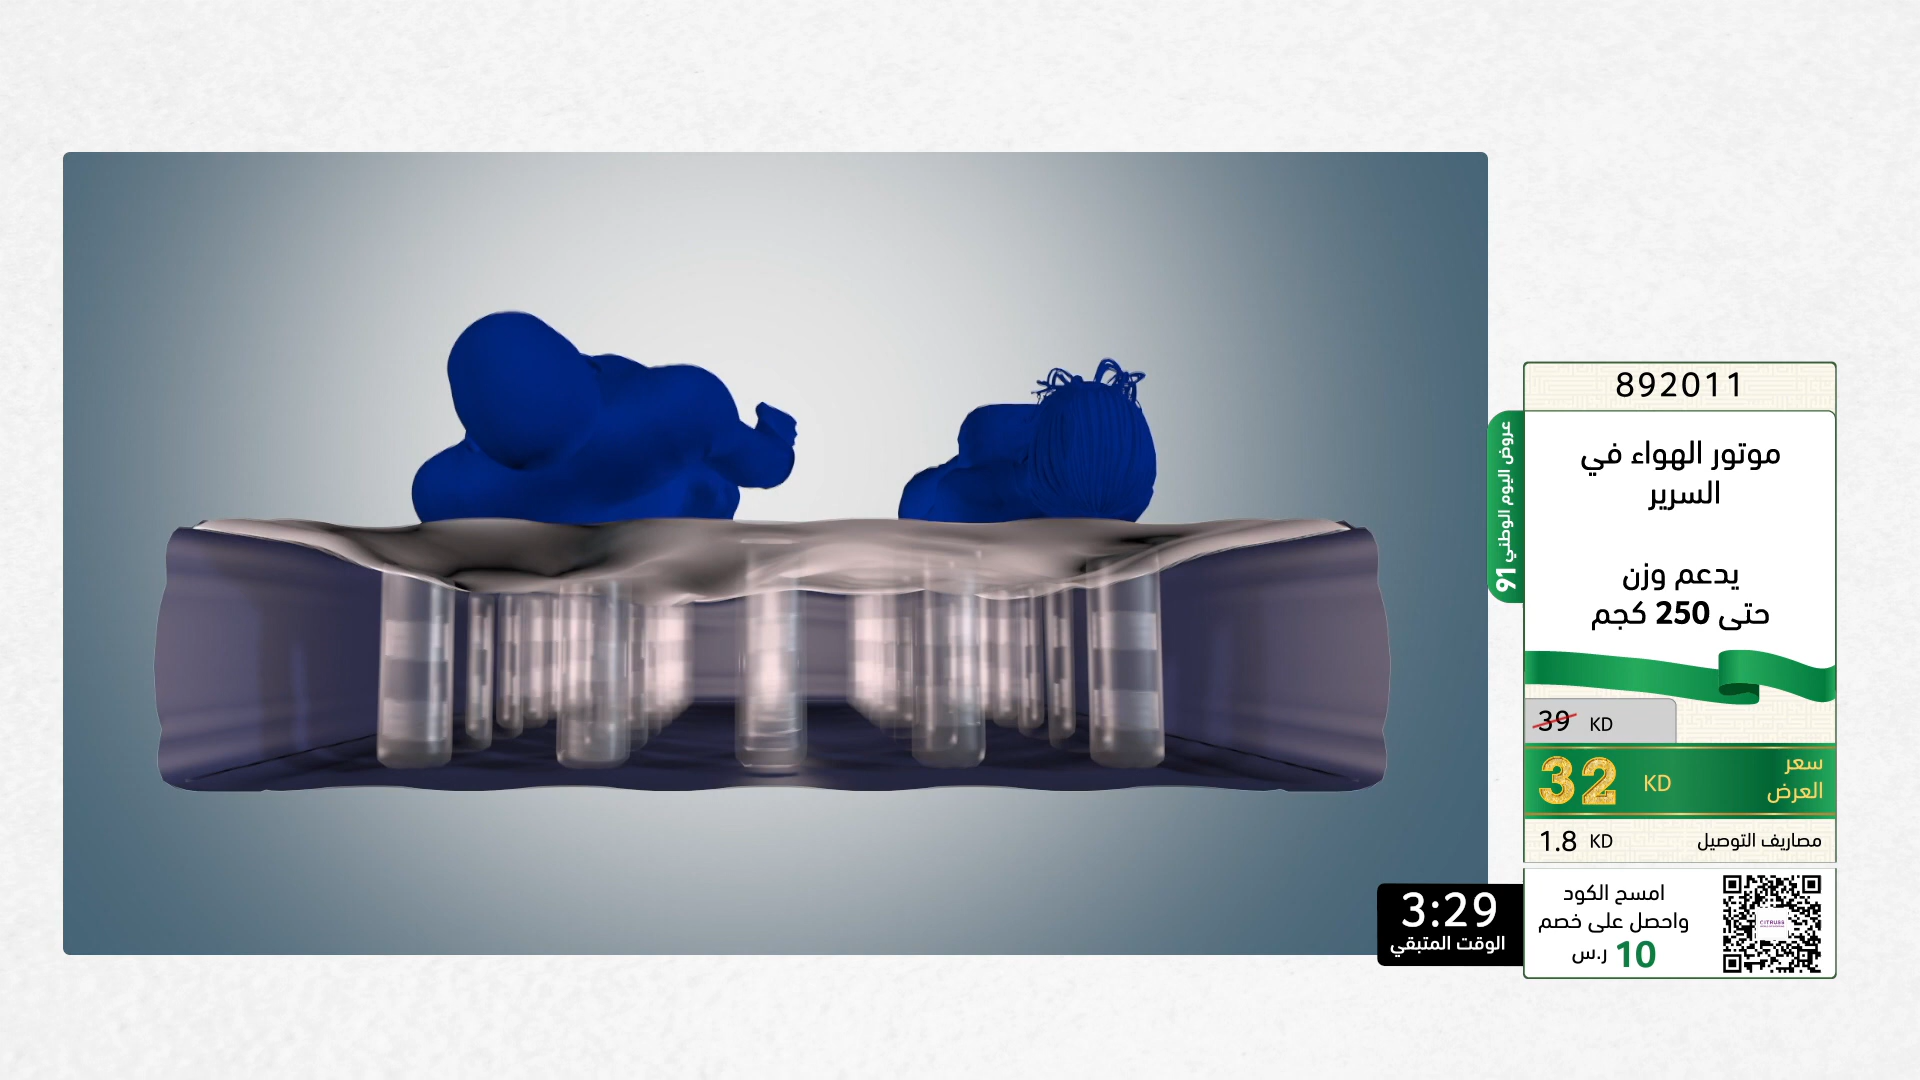 892011
عروض اليوم الوطني 91
موتور الهواء في
السرير
يدعم وزن
حتى 250 كجم
39 KD
32 KD
سعر
العرض
1.8 KD
مصاريف التوصيل
3:29
الوقت المتبقي
امسح الكود
واحصل على خصم
10 ر.س
CITRUSS